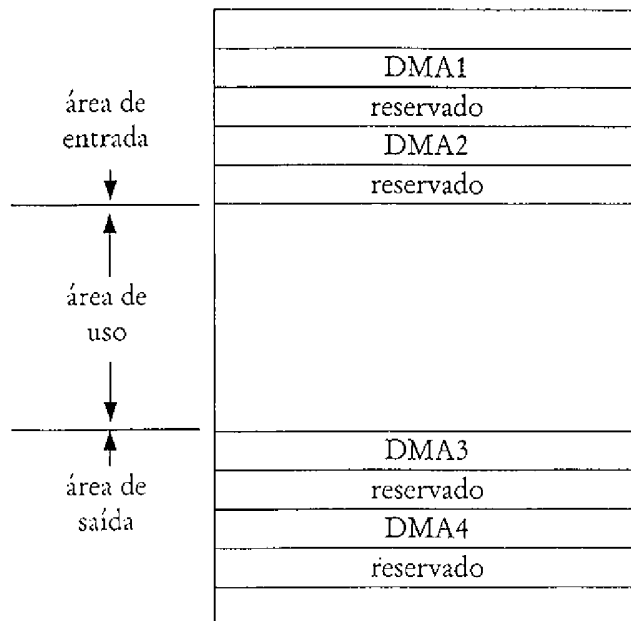 DMA1
área de
entrada
reservado
DMA2
reservado
área de
uso
DMA3
área de
saída
reservado
DMA4
reservado